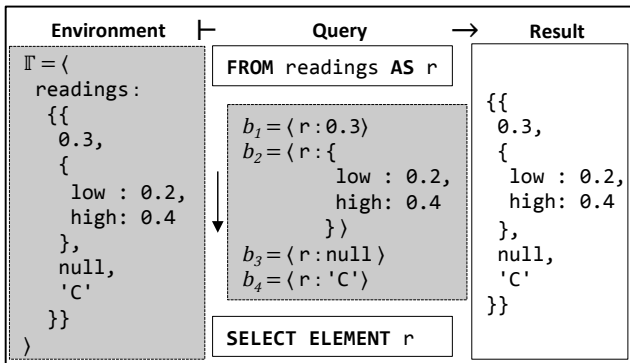 Environment ⊢ Query → Result
𝕋 = ⟨
readings:
{{
0.3,
{
low : 0.2,
high: 0.4
},
null,
'C'
}}
⟩
FROM readings AS r
b₁ = ⟨ r : 0.3⟩
b₂ = ⟨ r : {
low : 0.2,
high: 0.4
} ⟩
b₃ = ⟨ r : null ⟩
b₄ = ⟨ r : 'C'⟩
SELECT ELEMENT r
{{
0.3,
{
low : 0.2,
high: 0.4
},
null,
'C'
}}